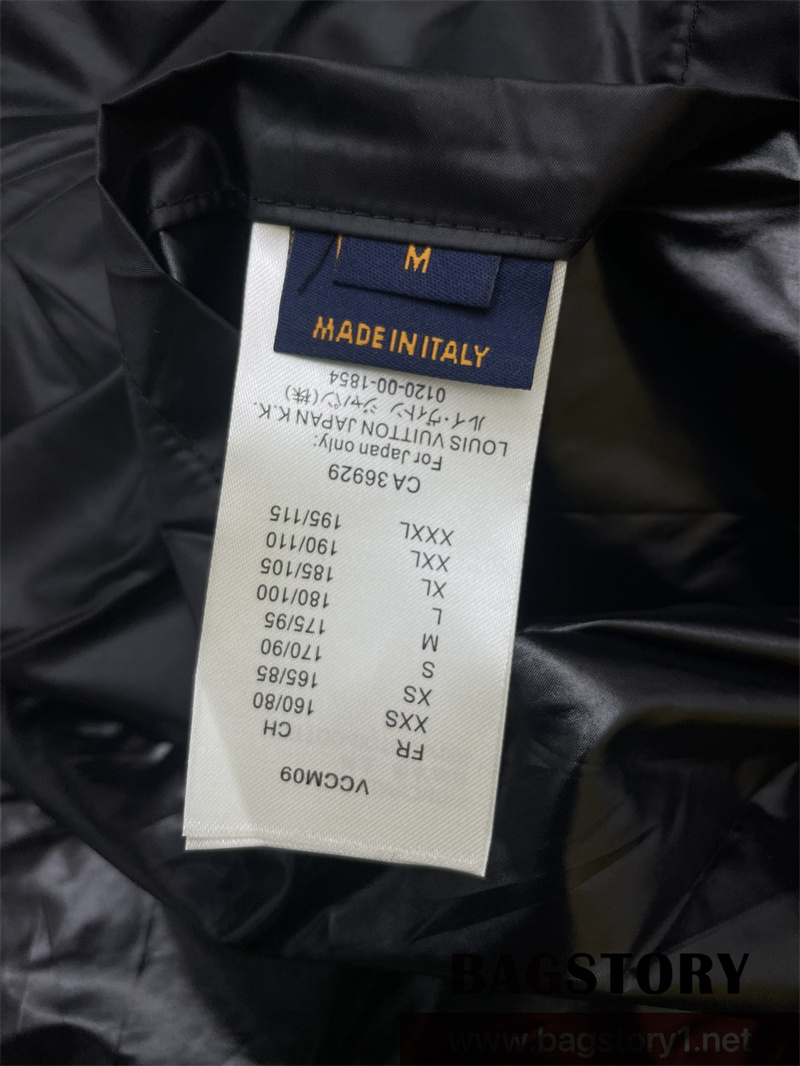 M
MADE IN ITALY
VCCM09
FR CH
XXS 160/80
XS 165/85
S 170/90
M 175/95
L 180/100
XL 185/105
XXL 190/110
XXXL 195/115
CA 36929
For Japan only:
LOUIS VUITTON JAPAN K.K.
ルイ・ヴィトン ジャパン(株)
0120-00-1854
BAGSTORY
www.bagstory1.net